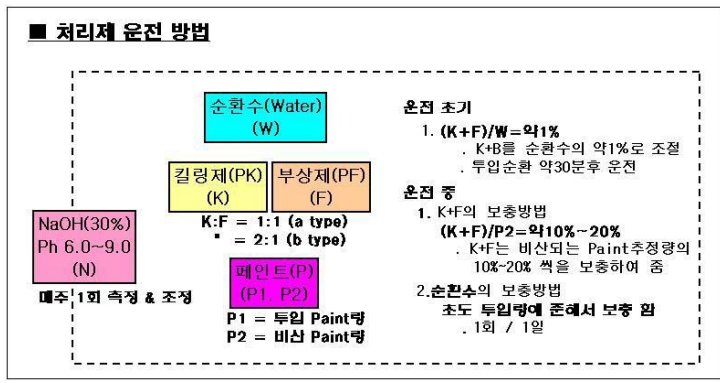 ■ 처리제 운전 방법
순환수(Water)
(W)
킬링제(PK)
(K)
부상제(PF)
(F)
K:F = 1:1 (a type)
" = 2:1 (b type)
NaOH(30%)
Ph 6.0~9.0
(N)
매주 1회 측정 & 조정
페인트(P)
(P1, P2)
P1 = 투입 Paint량
P2 = 비산 Paint량
운전 초기
1. (K+F)/W=약1%
. K+B를 순환수의 약1%로 조절
. 투입순환 약30분후 운전
운전 중
1. K+F의 보충방법
(K+F)/P2=약10%~20%
. K+F는 비산되는 Paint추정량의
10%~20% 씩을 보충하여 줌
2.순환수의 보충방법
초도 투입량에 준해서 보충 함
. 1회 / 1일